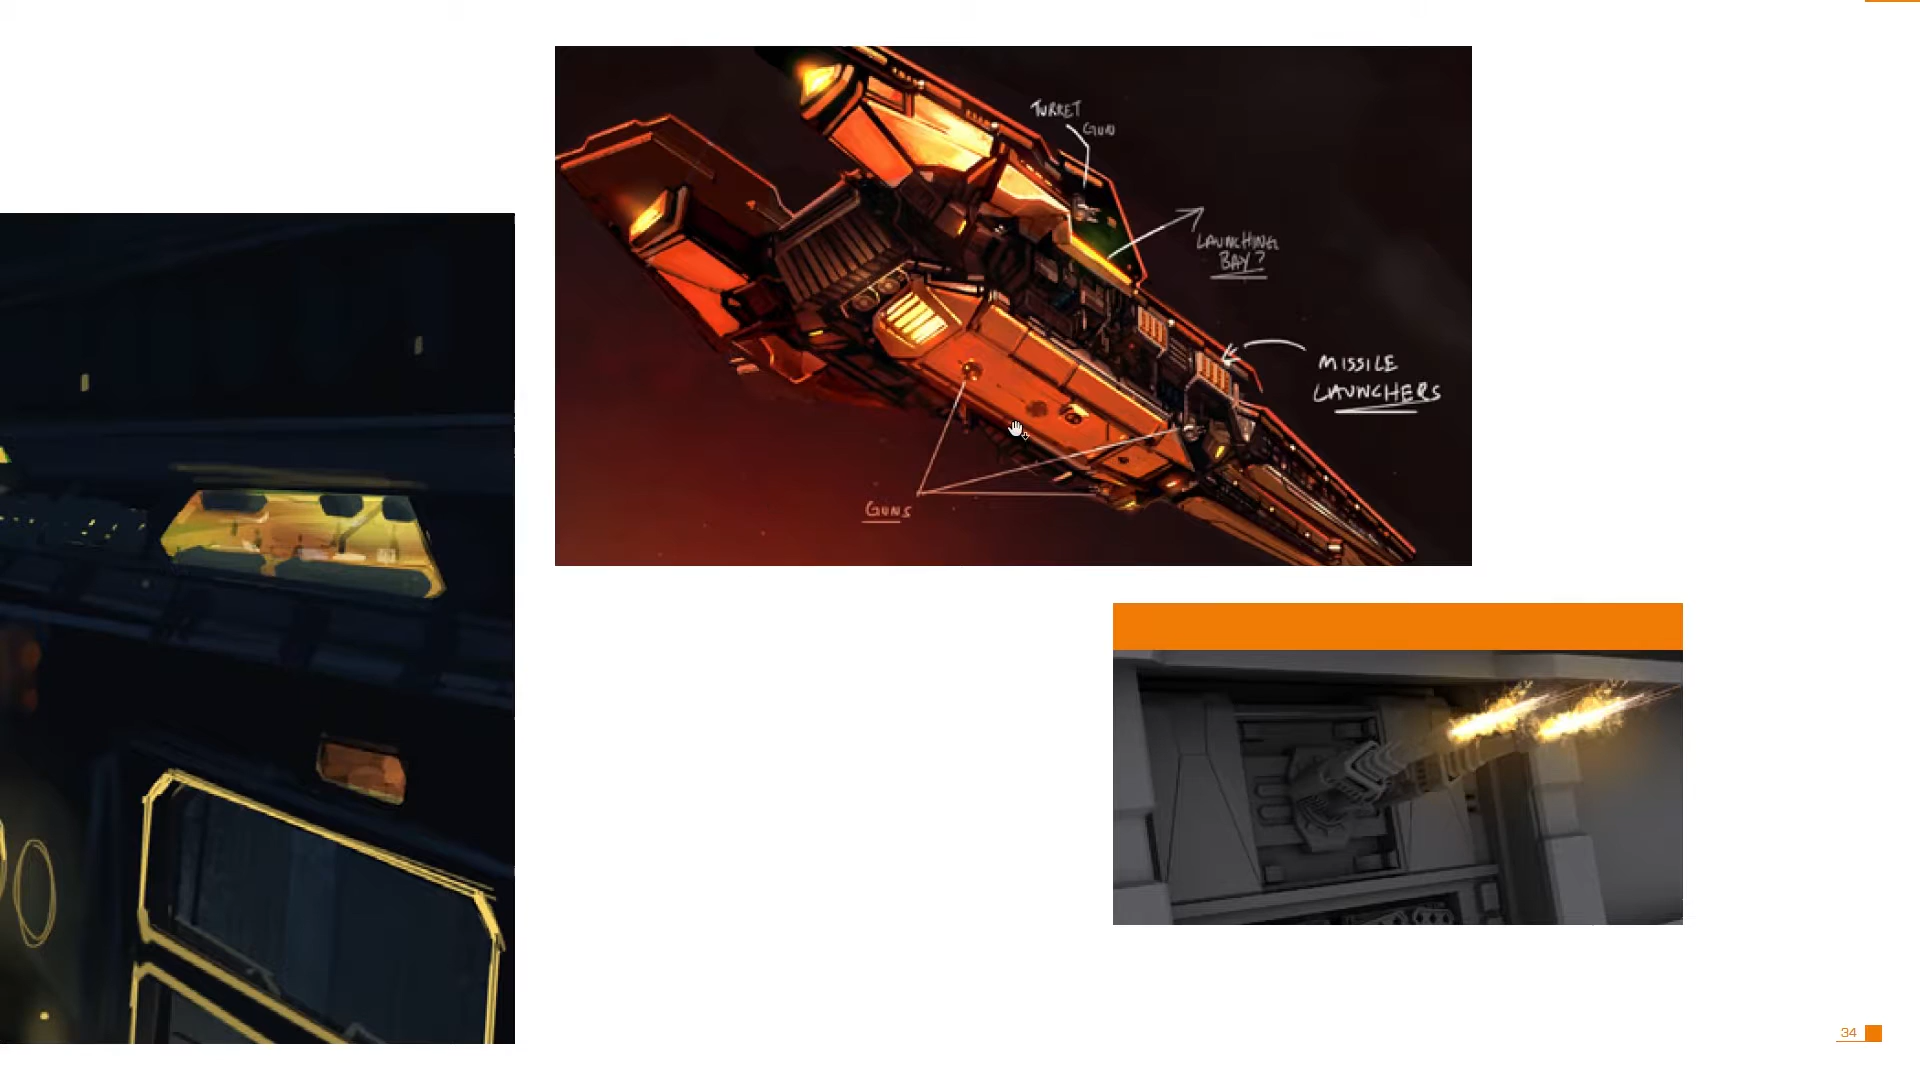 TURRET
GUN
LAUNCHING
BAY?
MISSILE
LAUNCHERS
GUNS
34